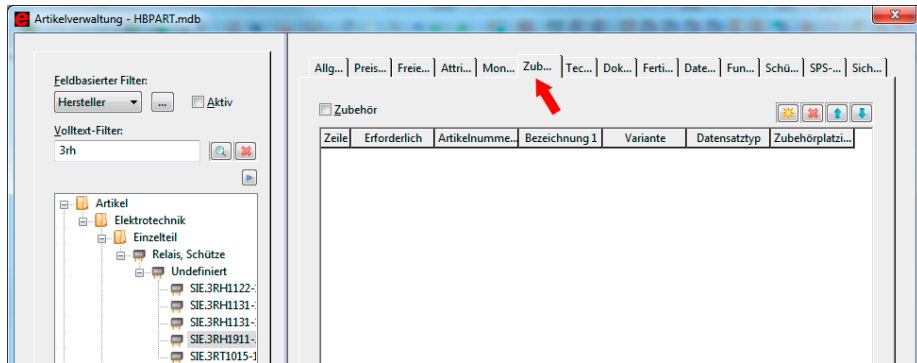 Artikelverwaltung - HBPART.mdb
Feldbasierter Filter:
Hersteller ... Aktiv
Volltext-Filter:
3rh
Artikel
Elektrotechnik
Einzelteil
Relais, Schütze
Undefiniert
SIE.3RH1122-
SIE.3RH1131-
SIE.3RH1131-
SIE.3RH1911-
SIE.3RT1015-1
Allg... Preis... Freie... Attri... Mon... Zub... Tec... Dok... Ferti... Date... Fun... Schü... SPS-... Sich...
Zubehör
Zeile Erforderlich Artikelnumme... Bezeichnung 1 Variante Datensatztyp Zubehörplatzi...